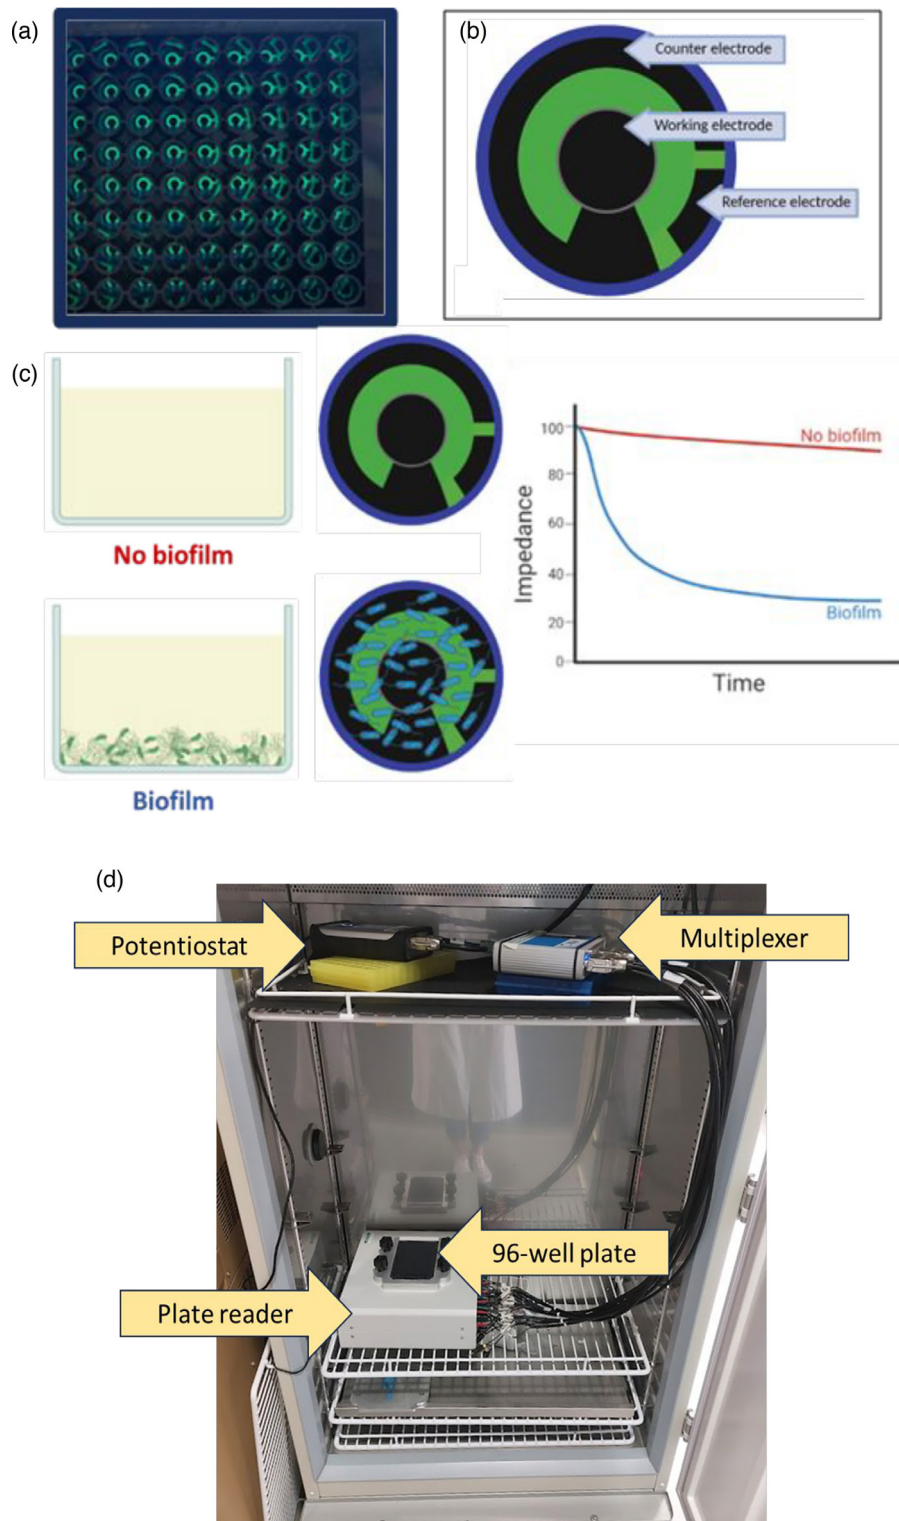 (a)
(b)
Counter electrode
Working electrode
Reference electrode
(c)
No biofilm
Biofilm
Impedance
100
80
60
40
20
0
No biofilm
Biofilm
Time
(d)
Potentiostat
Multiplexer
96-well plate
Plate reader